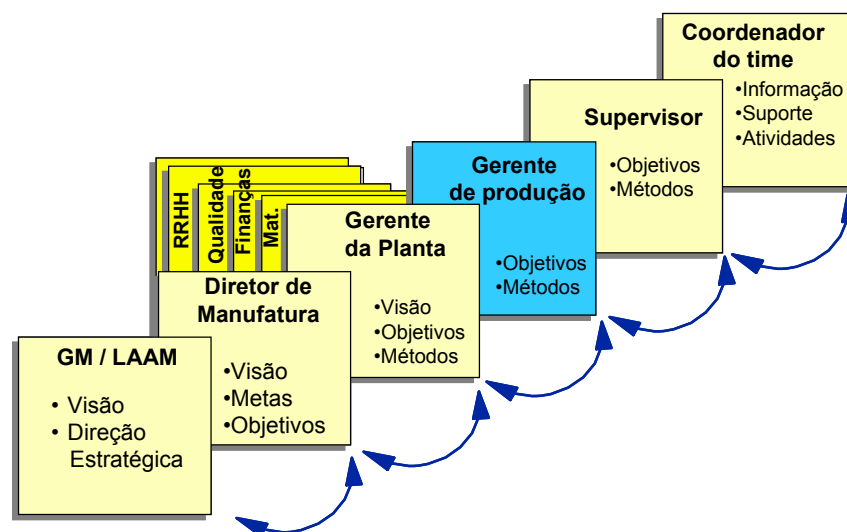 Coordenador
do time
•Informação
•Suporte
•Atividades
Supervisor
•Objetivos
•Métodos
Gerente
de produção
•Objetivos
•Métodos
RRHH
Qualidade
Finanças
Mat.
Gerente
da Planta
•Visão
•Objetivos
•Métodos
Diretor de
Manufatura
•Visão
•Metas
•Objetivos
GM / LAAM
• Visão
• Direção
Estratégica